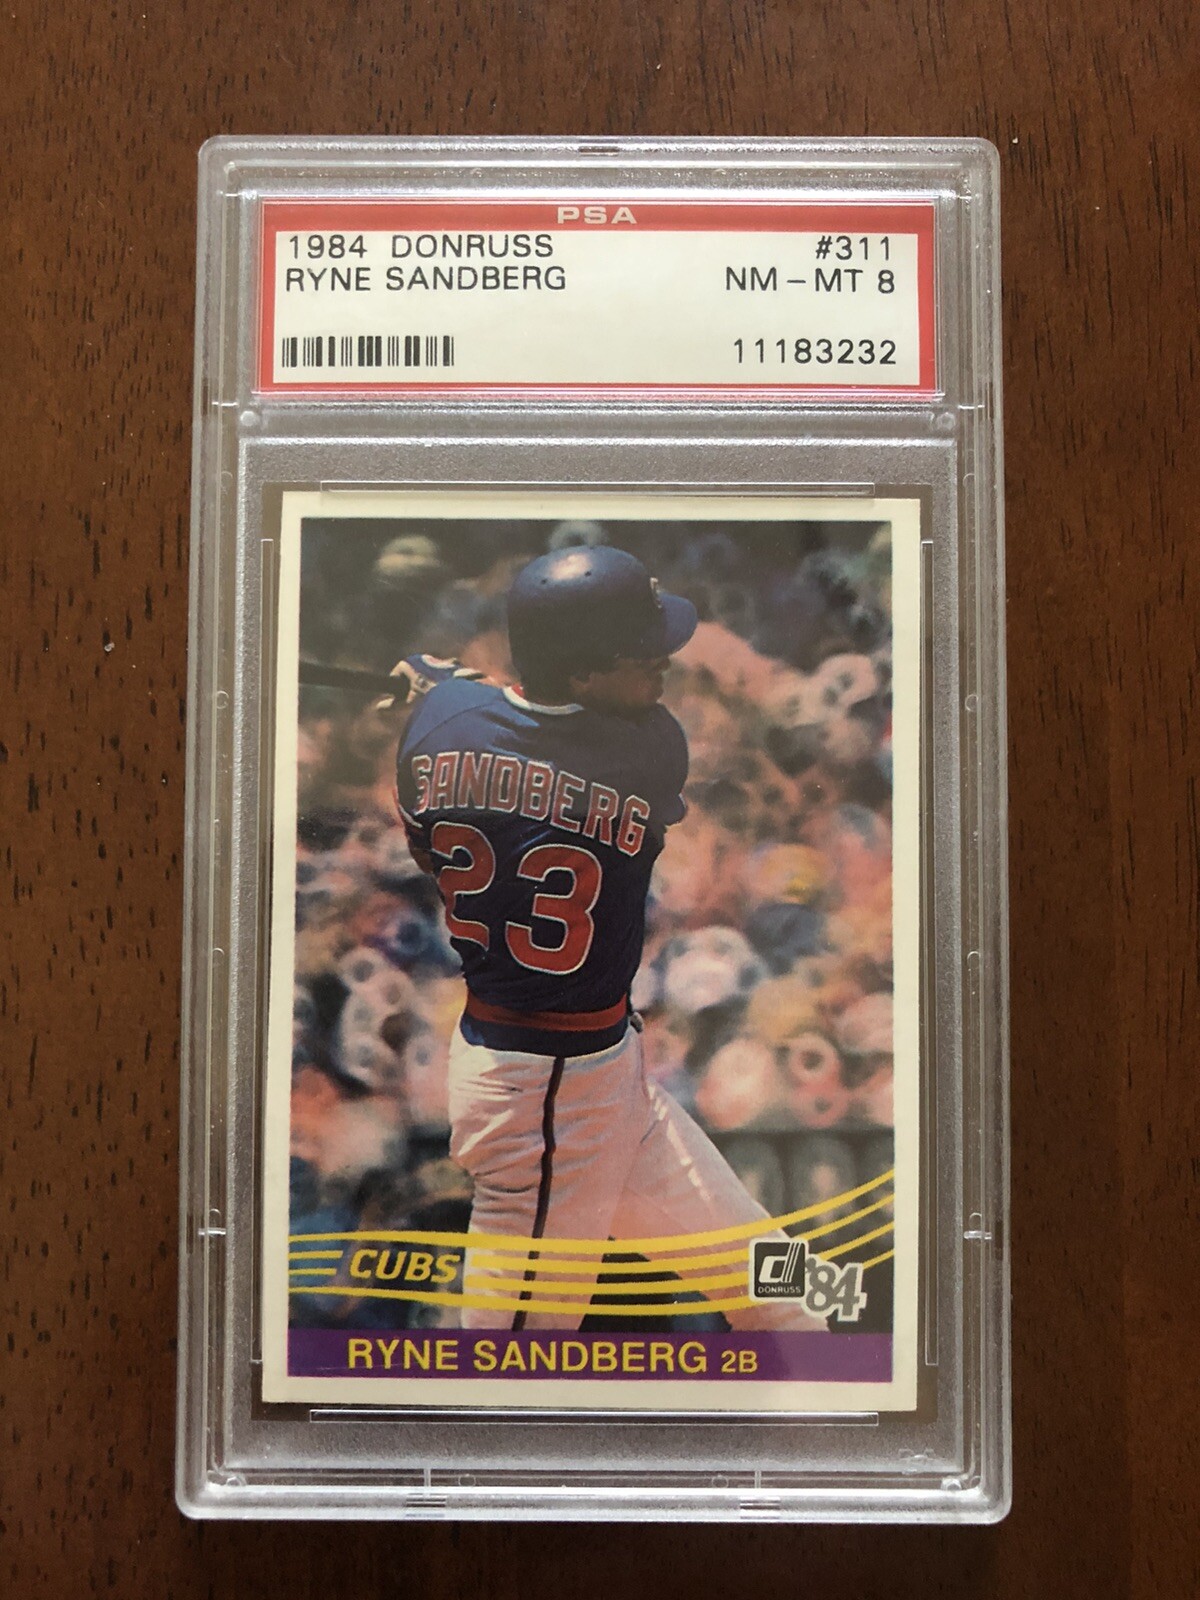 PSA
1984 DONRUSS #311
RYNE SANDBERG NM-MT 8
11183232
SANDBERG
23
CUBS
d
DONRUSS
'84
RYNE SANDBERG 2B